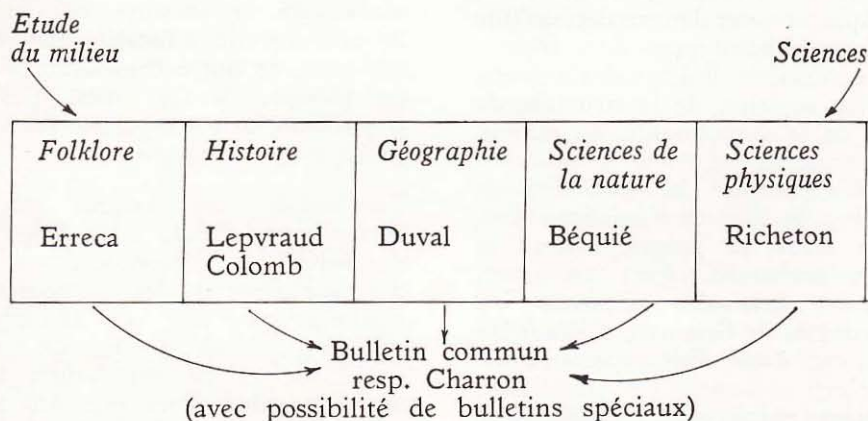 Etude
du milieu
Sciences
Folklore
Erreca
Histoire
Lepvraud
Colomb
Géographie
Duval
Sciences de
la nature
Béquié
Sciences
physiques
Richeton
Bulletin commun
resp. Charron
(avec possibilité de bulletins spéciaux)